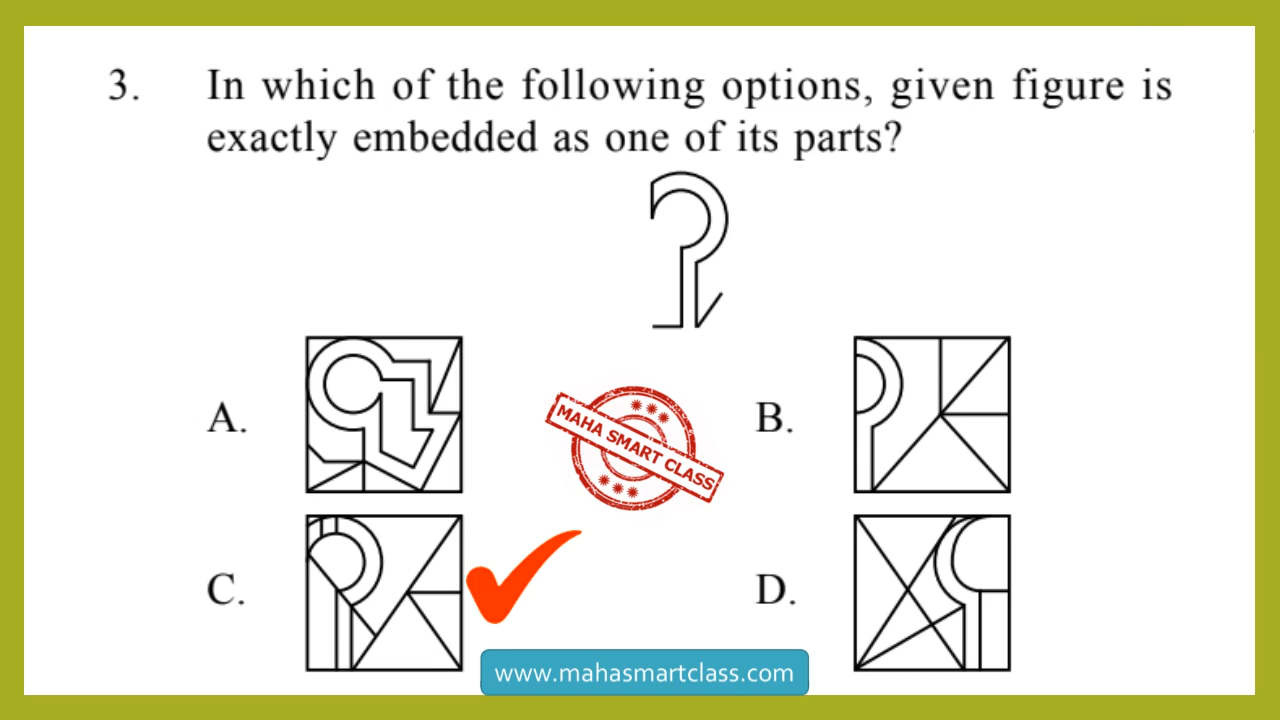 3. In which of the following options, given figure is
exactly embedded as one of its parts?
A.
B.
MAHA SMART CLASS
C.
D.
www.mahasmartclass.com